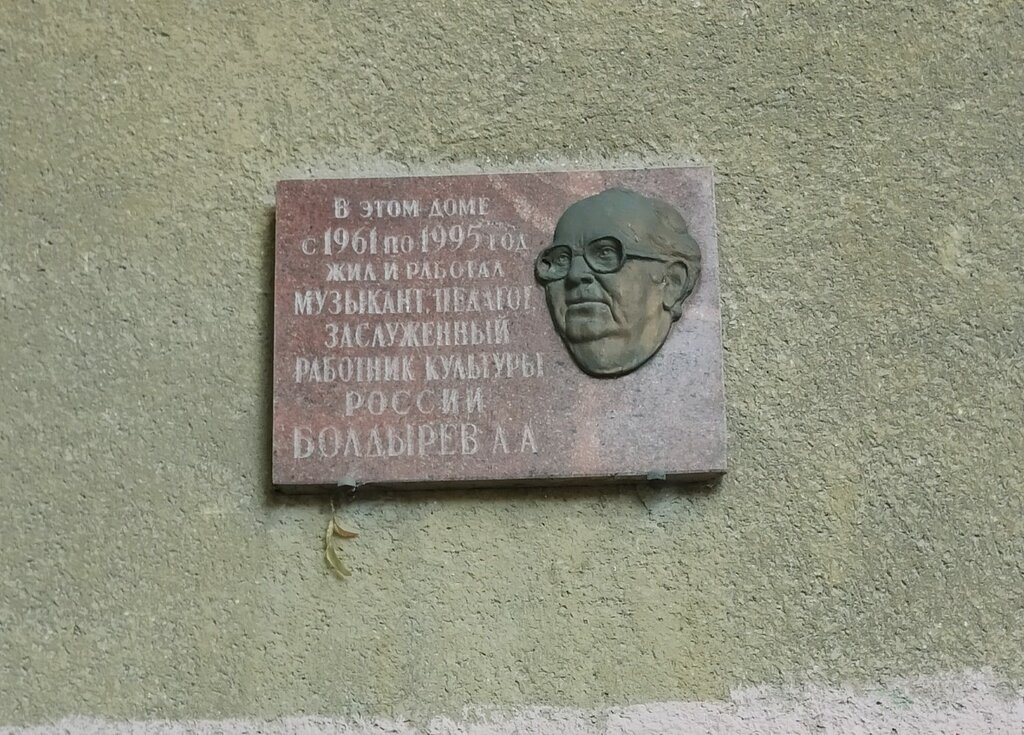 В ЭТОМ ДОМЕ
С 1961 ПО 1995 ГОД
ЖИЛ И РАБОТАЛ
МУЗЫКАНТ, ПЕДАГОГ,
ЗАСЛУЖЕННЫЙ
РАБОТНИК КУЛЬТУРЫ
РОССИИ
БОЛДЫРЕВ Л.А